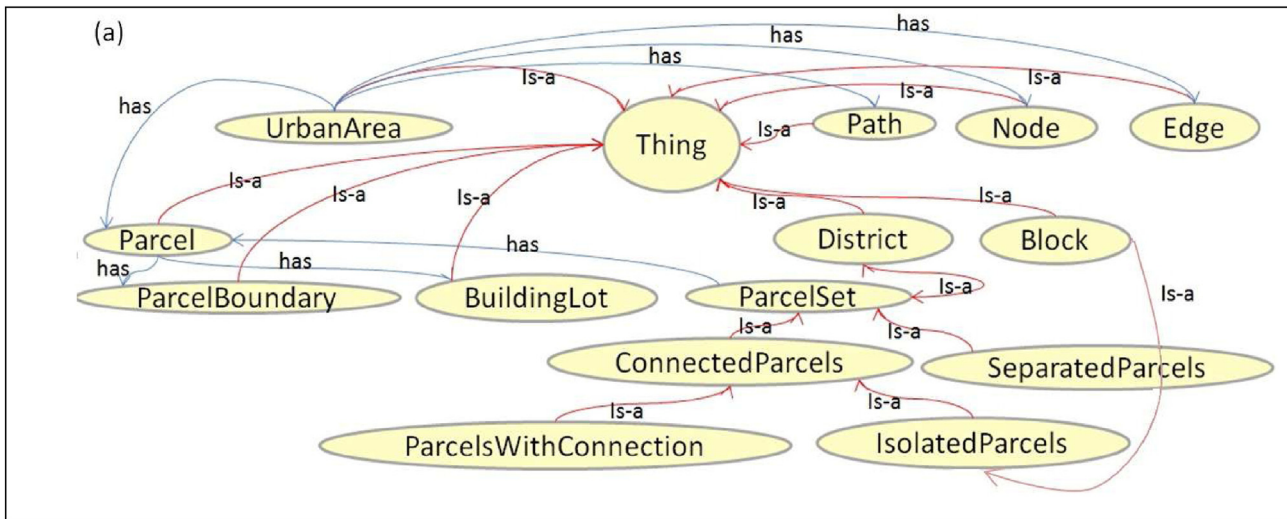 (a)
has
has
has
has
Is-a
Is-a
Is-a
UrbanArea
Thing
Is-a
Path
Node
Edge
Is-a
Is-a
Is-a
Is-a
Is-a
Parcel
has
has
has
District
Block
ParcelBoundary
BuildingLot
ParcelSet
Is-a
Is-a
Is-a
Is-a
ConnectedParcels
SeparatedParcels
Is-a
Is-a
ParcelsWithConnection
IsolatedParcels